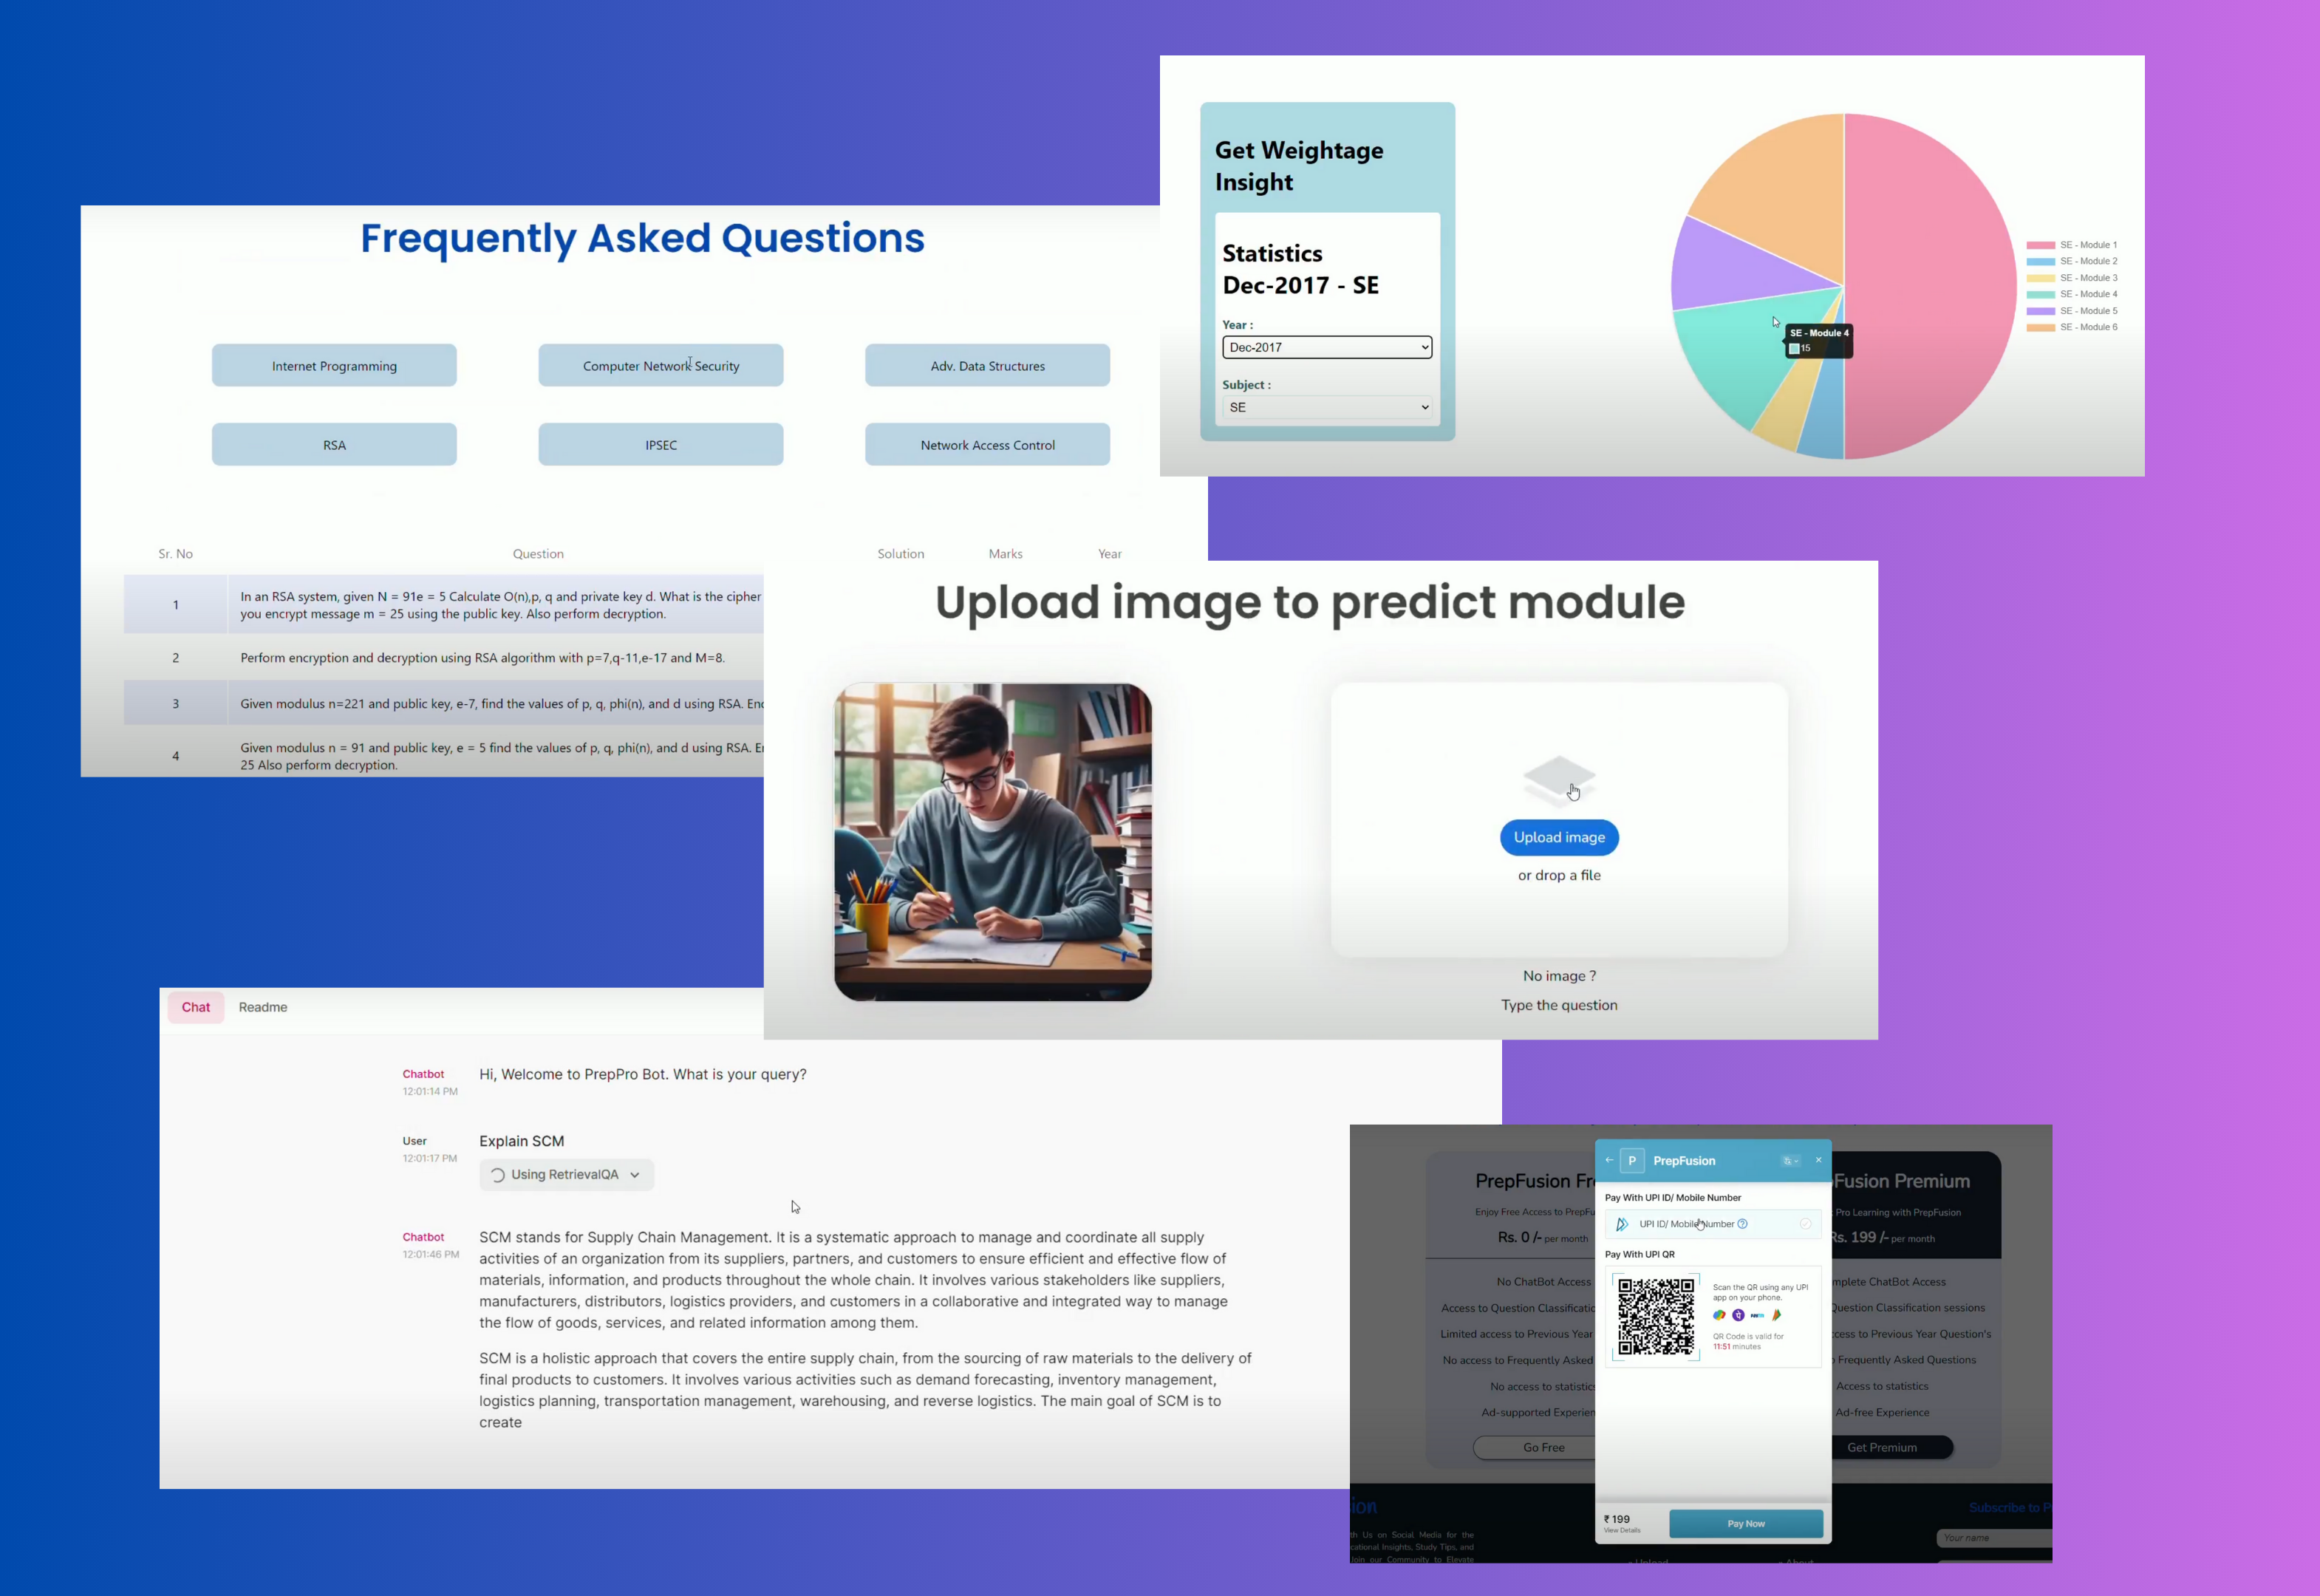 Frequently Asked Questions
Internet Programming
Computer Network Security
Adv. Data Structures
RSA
IPSEC
Network Access Control
Sr. No
Question
Solution
Marks
Year
1
In an RSA system, given N = 91e = 5 Calculate O(n),p, q and private key d. What is the cipher
you encrypt message m = 25 using the public key. Also perform decryption.
2
Perform encryption and decryption using RSA algorithm with p=7,q-11,e-17 and M=8.
3
Given modulus n=221 and public key, e-7, find the values of p, q, phi(n), and d using RSA.
4
Given modulus n = 91 and public key, e = 5 find the values of p, q, phi(n), and d using RSA.
25 Also perform decryption.
Get Weightage
Insight
Statistics
Dec-2017 - SE
Year :
Dec-2017
Subject :
SE
SE - Module 4
15
SE - Module 1
SE - Module 2
SE - Module 3
SE - Module 4
SE - Module 5
SE - Module 6
Upload image to predict module
Upload image
or drop a file
No image ?
Type the question
Chat
Readme
Chatbot
12:01:14 PM
Hi, Welcome to PrepPro Bot. What is your query?
User
12:01:17 PM
Explain SCM
Using RetrievalQA
Chatbot
12:01:46 PM
SCM stands for Supply Chain Management. It is a systematic approach to manage and coordinate all supply
activities of an organization from its suppliers, partners, and customers to ensure efficient and effective flow of
materials, information, and products throughout the whole chain. It involves various stakeholders like suppliers,
manufacturers, distributors, logistics providers, and customers in a collaborative and integrated way to manage
the flow of goods, services, and related information among them.
SCM is a holistic approach that covers the entire supply chain, from the sourcing of raw materials to the delivery of
final products to customers. It involves various activities such as demand forecasting, inventory management,
logistics planning, transportation management, warehousing, and reverse logistics. The main goal of SCM is to
create
PrepFusion
Enjoy Free Access to
Rs. 0 /- per month
No ChatBot Access
Access to Question
Limited access to Previous Year
No access to Frequently Asked
No access to
Ad-supported
Go Free
P
PrepFusion
Pay With UPI ID/ Mobile Number
UPI ID/ Mobile Number
Pay With UPI QR
Scan the QR using any UPI
app on your phone.
QR Code is valid for
11:51 minutes
₹ 199
View Details
Pay Now
Fusion Premium
Pro Learning with PrepFusion
Rs. 199 /- per month
ChatBot Access
Question Classification sessions
to Previous Year Question's
Frequently Asked Questions
Access to statistics
Ad-free Experience
Get Premium
Us on Social Media for the
Insights, Study Tips, and
Join our Community to Elevate
Subscribe to
Your name
Upload
About